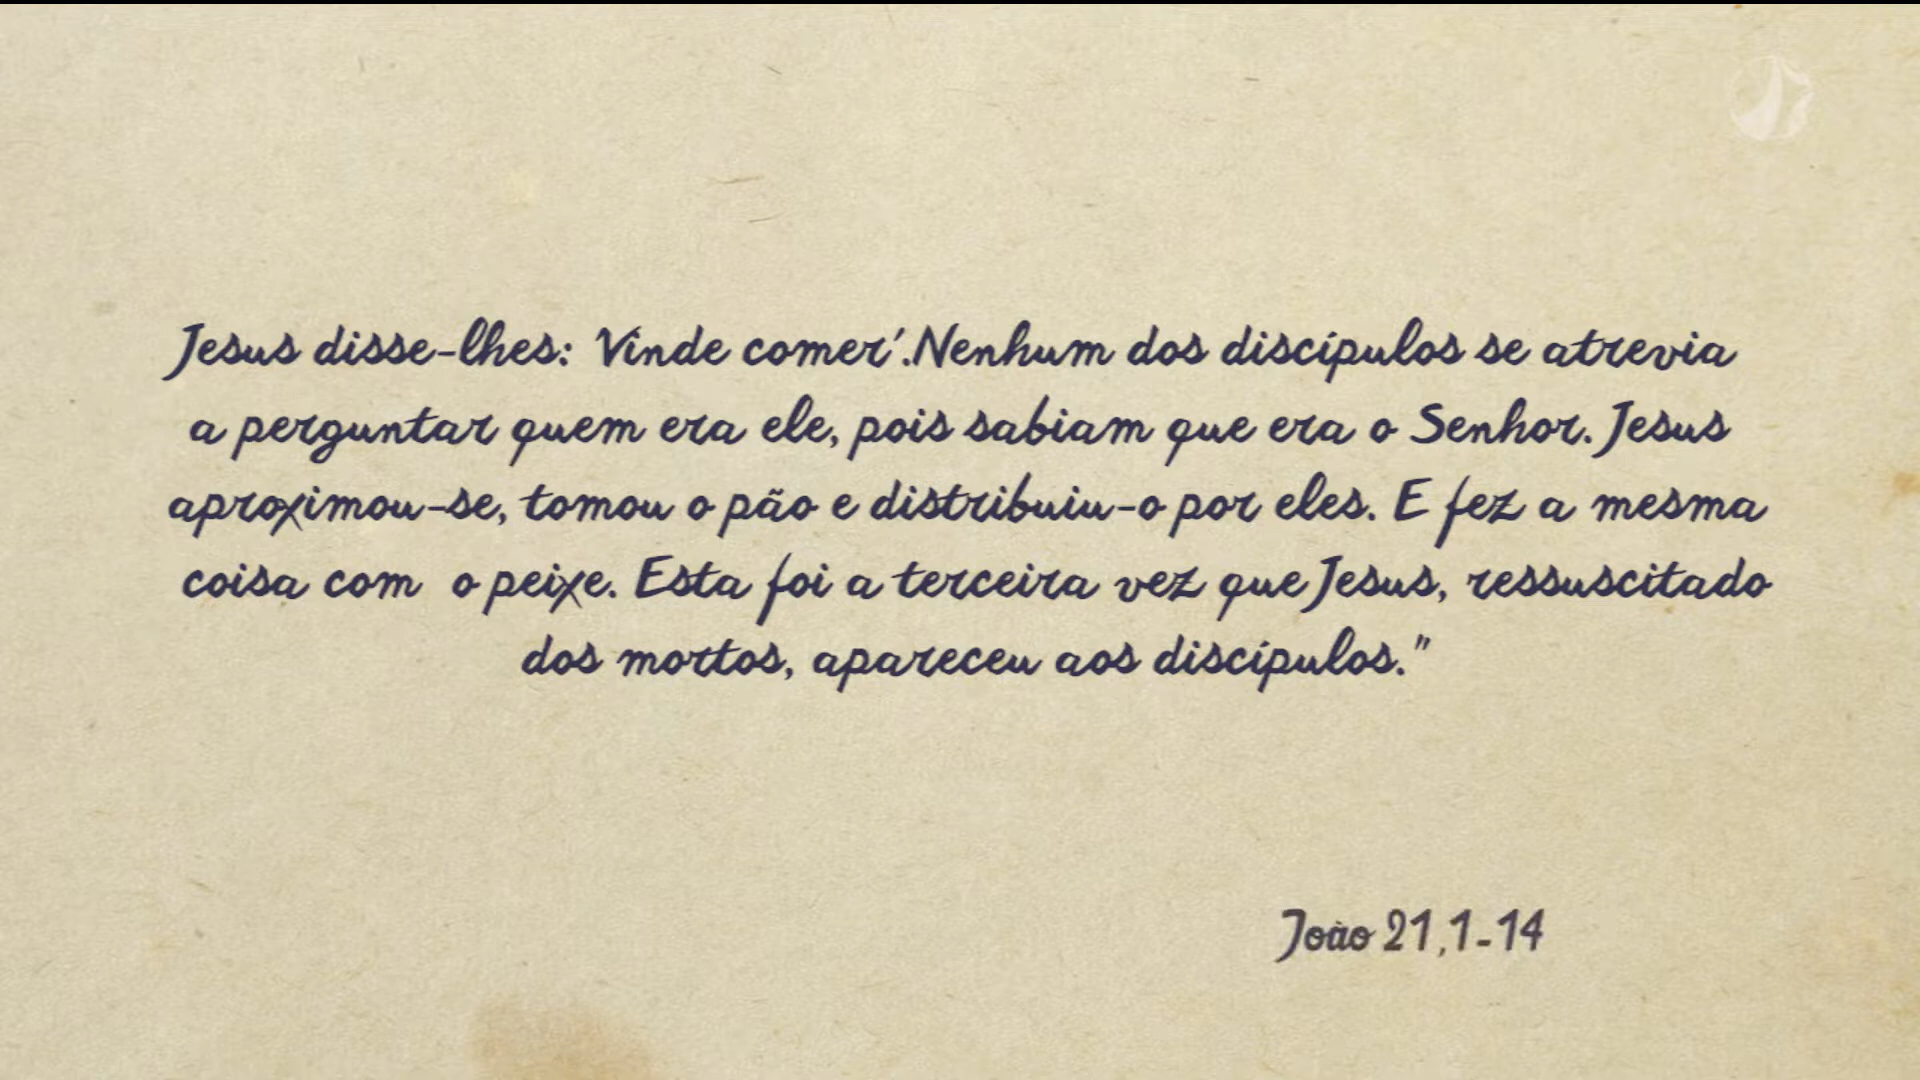 Jesus disse-lhes: 'Vinde comer'.Nenhum dos discípulos se atrevia
a perguntar quem era ele, pois sabiam que era o Senhor. Jesus
aproximou-se, tomou o pão e distribuiu-o por eles. E fez a mesma
coisa com  o peixe. Esta foi a terceira vez que Jesus, ressuscitado
dos mortos, apareceu aos discípulos."
João 21,1-14